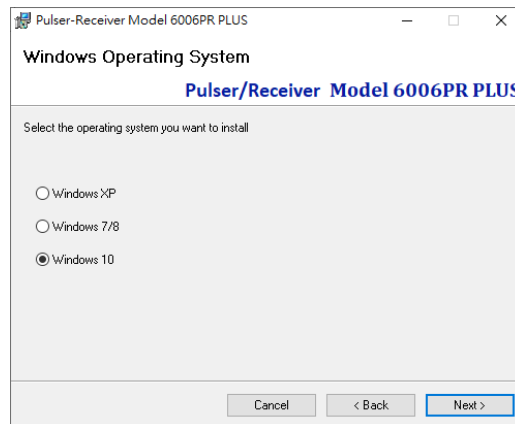 Pulser-Receiver Model 6006PR PLUS
Windows Operating System
Pulser/Receiver Model 6006PR PLUS
Select the operating system you want to install
Windows XP
Windows 7/8
Windows 10
Cancel
< Back
Next >